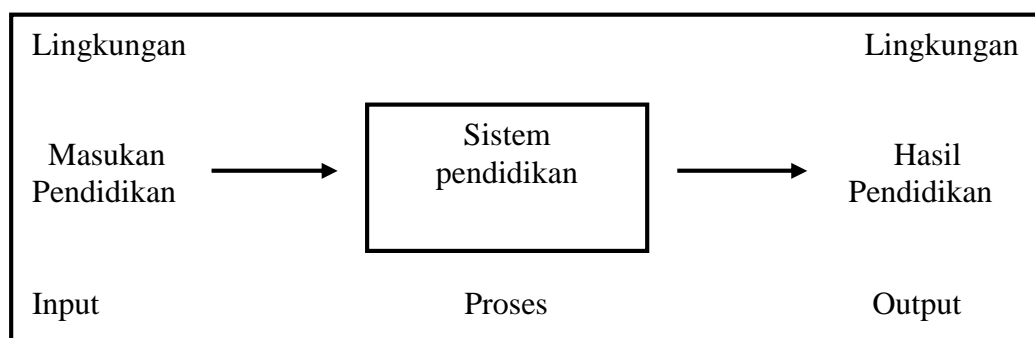 Lingkungan
Lingkungan
Masukan
Pendidikan
Sistem
pendidikan
Hasil
Pendidikan
Input
Proses
Output